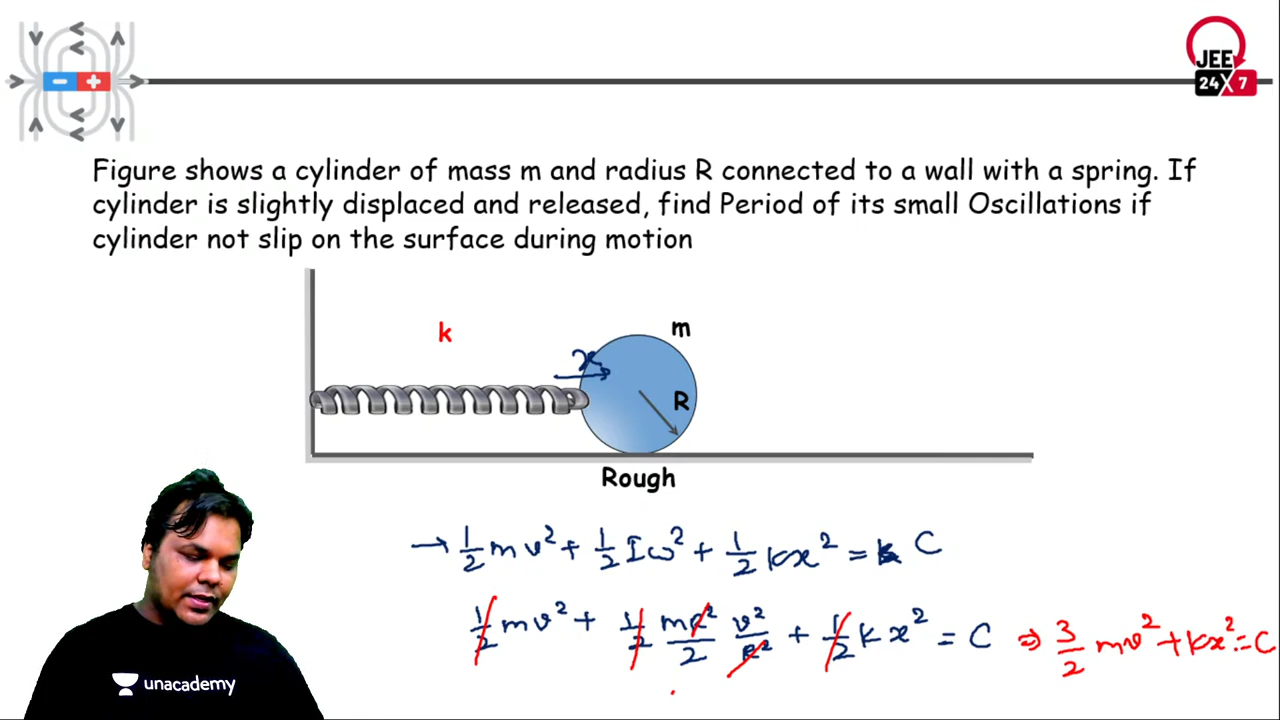 JEE
24X7
Figure shows a cylinder of mass m and radius R connected to a wall with a spring. If
cylinder is slightly displaced and released, find Period of its small Oscillations if
cylinder not slip on the surface during motion
k
m
x
R
Rough
→ 1/2 mv² + 1/2 Iω² + 1/2 kx² = C
1/2 mv² + 1/2 mR²/2 v²/R² + 1/2 kx² = C ⇒ 3/2 mv² + kx² = C
unacademy